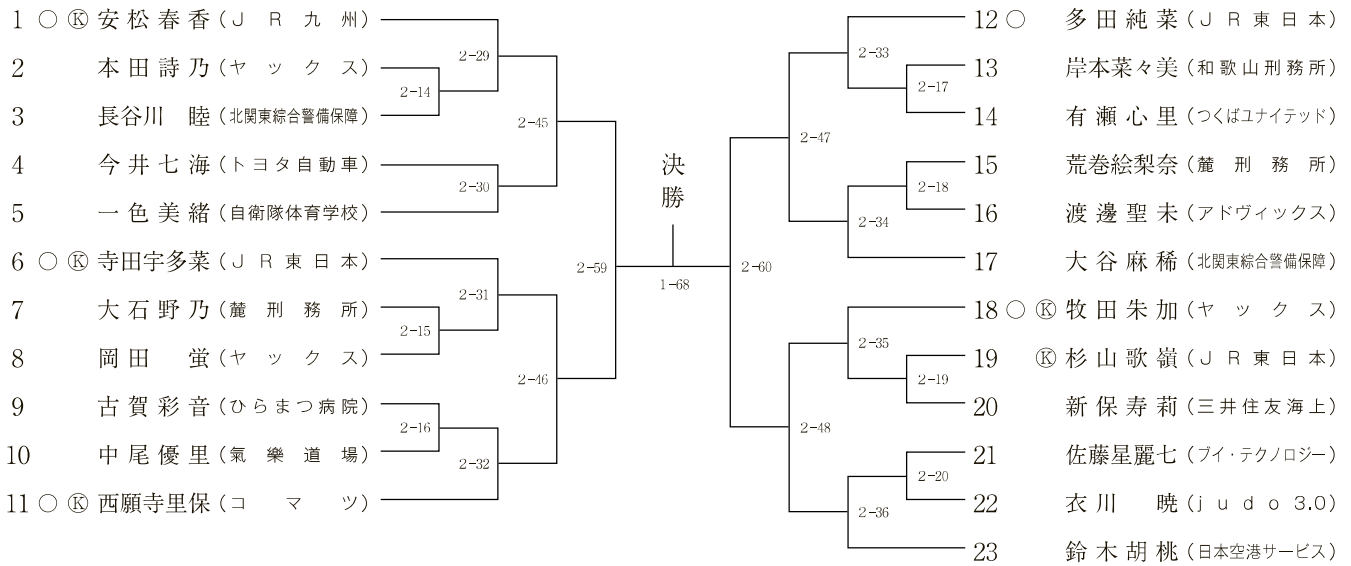 1 ○ Ⓚ 安松春香 (JR九州)
2 本田詩乃 (ヤックス)
3 長谷川 睦 (北関東綜合警備保障)
4 今井七海 (トヨタ自動車)
5 一色美緒 (自衛隊体育学校)
6 ○ Ⓚ 寺田宇多菜 (JR東日本)
7 大石野乃 (麓刑務所)
8 岡田 蛍 (ヤックス)
9 古賀彩音 (ひらまつ病院)
10 中尾優里 (氣樂道場)
11 ○ Ⓚ 西願寺里保 (コマツ)
2-14
2-15
2-16
2-29
2-30
2-31
2-32
2-45
2-46
2-59
決勝
1-68
2-60
2-47
2-48
2-33
2-34
2-35
2-36
2-17
2-18
2-19
2-20
12 ○ 多田純菜 (JR東日本)
13 岸本菜々美 (和歌山刑務所)
14 有瀬心里 (つくばユナイテッド)
15 荒巻絵梨奈 (麓刑務所)
16 渡邊聖未 (アドヴィックス)
17 大谷麻稀 (北関東綜合警備保障)
18 ○ Ⓚ 牧田朱加 (ヤックス)
19 Ⓚ 杉山歌嶺 (JR東日本)
20 新保寿莉 (三井住友海上)
21 佐藤星麗七 (ブイ・テクノロジー)
22 衣川 暁 (judo 3.0)
23 鈴木胡桃 (日本空港サービス)